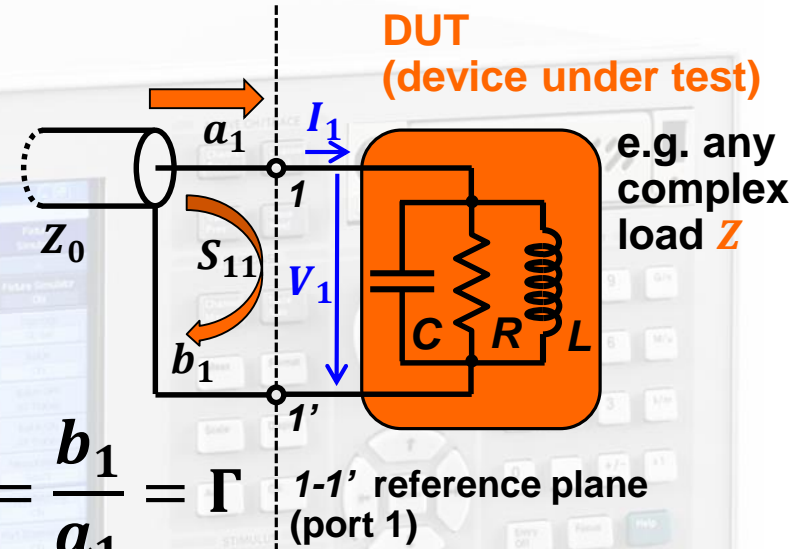 DUT
(device under test)
a₁
I₁
e.g. any
complex
load Z
1
Z₀
S₁₁
V₁
C
R
L
b₁
1'
= b₁/a₁ = Γ
1-1' reference plane
(port 1)